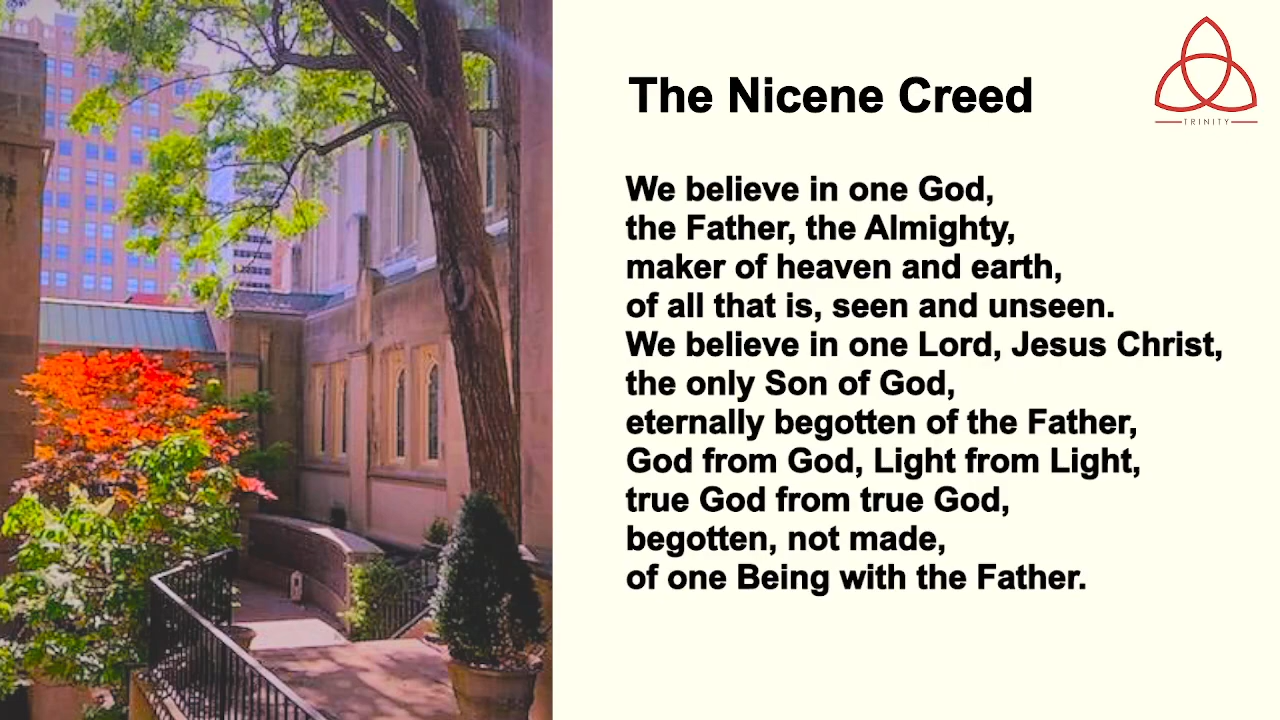 The Nicene Creed
TRINITY
We believe in one God,
the Father, the Almighty,
maker of heaven and earth,
of all that is, seen and unseen.
We believe in one Lord, Jesus Christ,
the only Son of God,
eternally begotten of the Father,
God from God, Light from Light,
true God from true God,
begotten, not made,
of one Being with the Father.